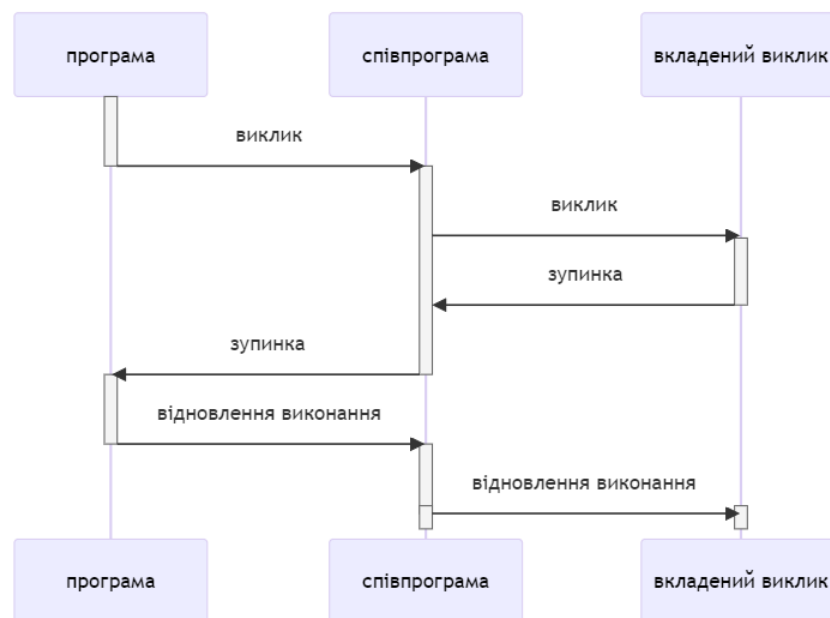 програма
співпрограма
вкладений виклик
виклик
виклик
зупинка
зупинка
відновлення виконання
відновлення виконання
програма
співпрограма
вкладений виклик